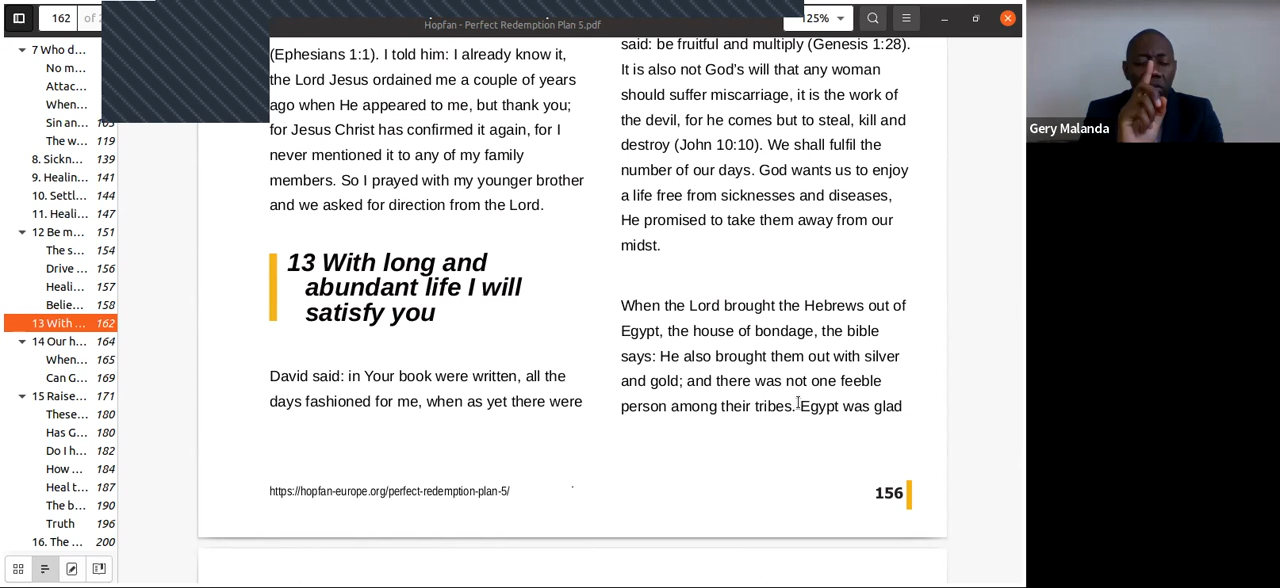 162
of
Hopfan - Perfect Redemption Plan 5.pdf
125%
7 Who d...
No m...
Attac...
When...
Sin an...
The w... 119
8. Sickn... 139
9. Healin... 141
10. Settl... 144
11. Heali... 147
12 Be m... 151
The s... 154
Drive ... 156
Heali... 157
Belie... 158
13 With ... 162
14 Our h... 164
When... 165
Can G... 169
15 Raise... 171
These... 180
Has G... 180
Do I h... 182
How ... 184
Heal t... 187
The b... 190
Truth 196
16. The ... 200
(Ephesians 1:1). I told him: I already know it,
the Lord Jesus ordained me a couple of years
ago when He appeared to me, but thank you;
for Jesus Christ has confirmed it again, for I
never mentioned it to any of my family
members. So I prayed with my younger brother
and we asked for direction from the Lord.
13 With long and
abundant life I will
satisfy you
David said: in Your book were written, all the
days fashioned for me, when as yet there were
said: be fruitful and multiply (Genesis 1:28).
It is also not God's will that any woman
should suffer miscarriage, it is the work of
the devil, for he comes but to steal, kill and
destroy (John 10:10). We shall fulfil the
number of our days. God wants us to enjoy
a life free from sicknesses and diseases,
He promised to take them away from our
midst.
When the Lord brought the Hebrews out of
Egypt, the house of bondage, the bible
says: He also brought them out with silver
and gold; and there was not one feeble
person among their tribes. Egypt was glad
https://hopfan-europe.org/perfect-redemption-plan-5/
156
Gery Malanda